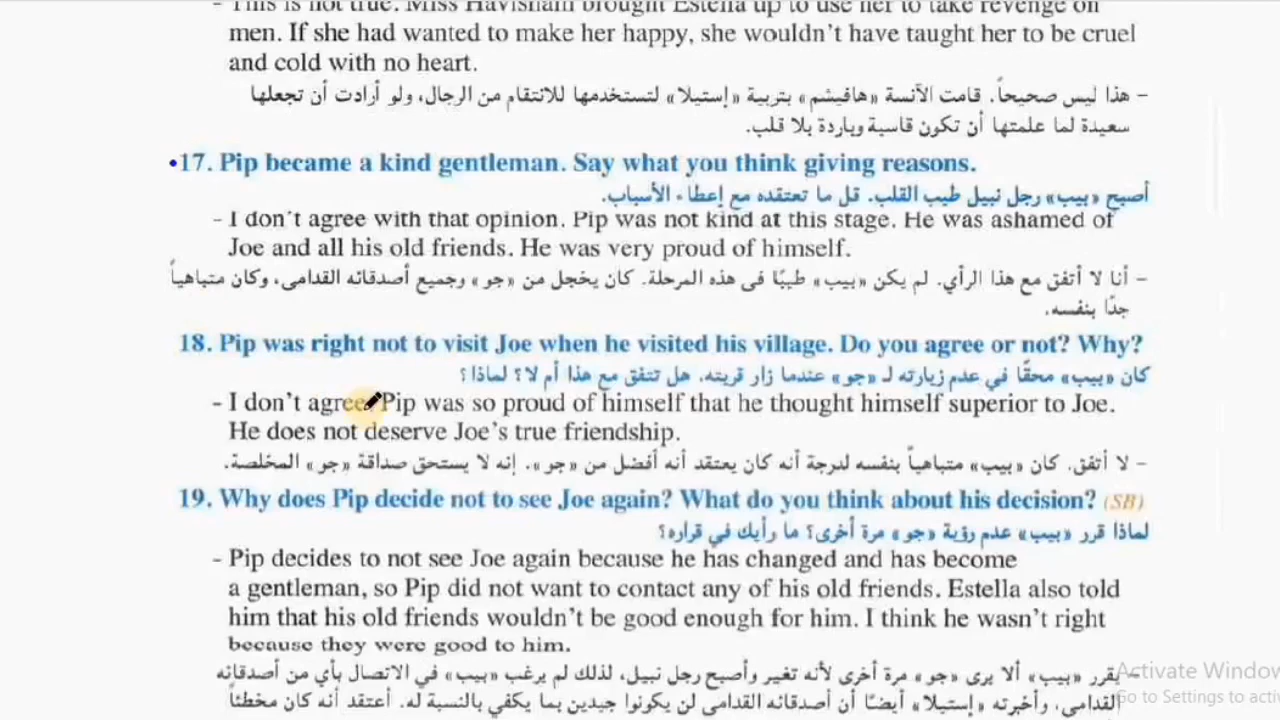 - This is not true. Miss Havisham brought Estella up to use her to take revenge on
men. If she had wanted to make her happy, she wouldn't have taught her to be cruel
and cold with no heart.
- هذا ليس صحيحاً. قامت الآنسة «هافيشم» بتربية «إستيلا» لتستخدمها للانتقام من الرجال، ولو أرادت أن تجعلها
سعيدة لما علمتها أن تكون قاسية وباردة بلا قلب.
•17. Pip became a kind gentleman. Say what you think giving reasons.
أصبح «بيب» رجل نبيل طيب القلب. قل ما تعتقده مع إعطاء الأسباب.
- I don't agree with that opinion. Pip was not kind at this stage. He was ashamed of
Joe and all his old friends. He was very proud of himself.
- أنا لا أتفق مع هذا الرأي. لم يكن «بيب» طيبًا فى هذه المرحلة. كان يخجل من «جو» وجميع أصدقائه القدامى، وكان متباهياً
جدًا بنفسه.
18. Pip was right not to visit Joe when he visited his village. Do you agree or not? Why?
كان «بيب» محقًا في عدم زيارته لـ «جو» عندما زار قريته. هل تتفق مع هذا أم لا؟ لماذا ؟
- I don't agree. Pip was so proud of himself that he thought himself superior to Joe.
He does not deserve Joe's true friendship.
- لا أتفق. كان «بيب» متباهياً بنفسه لدرجة أنه كان يعتقد أنه أفضل من «جو». إنه لا يستحق صداقة «جو» المخلصة.
19. Why does Pip decide not to see Joe again? What do you think about his decision? (SB)
لماذا قرر «بيب» عدم رؤية «جو» مرة أخرى؟ ما رأيك في قراره؟
- Pip decides to not see Joe again because he has changed and has become
a gentleman, so Pip did not want to contact any of his old friends. Estella also told
him that his old friends wouldn't be good enough for him. I think he wasn't right
because they were good to him.
يقرر «بيب» ألا يرى «جو» مرة أخرى لأنه تغير وأصبح رجل نبيل، لذلك لم يرغب «بيب» في الاتصال بأي من أصدقائه
القدامى، وأخبرته «إستيلا» أيضًا أن أصدقائه القدامى لن يكونوا جيدين بما يكفي بالنسبة له. أعتقد أنه كان مخطئاً
Activate Window
Go to Settings to acti